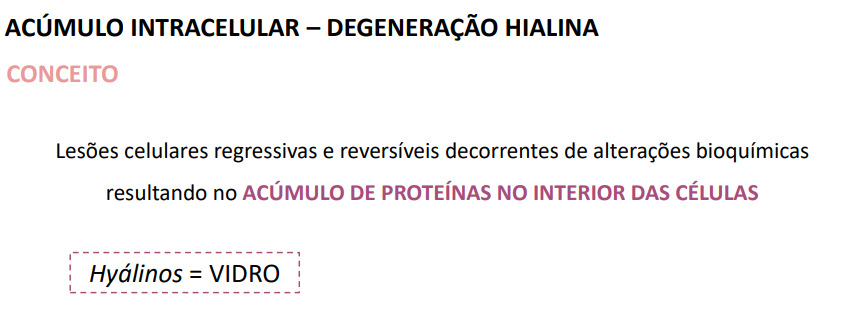 ACÚMULO INTRACELULAR – DEGENERAÇÃO HIALINA
CONCEITO
Lesões celulares regressivas e reversíveis decorrentes de alterações bioquímicas
resultando no ACÚMULO DE PROTEÍNAS NO INTERIOR DAS CÉLULAS
Hyálinos = VIDRO